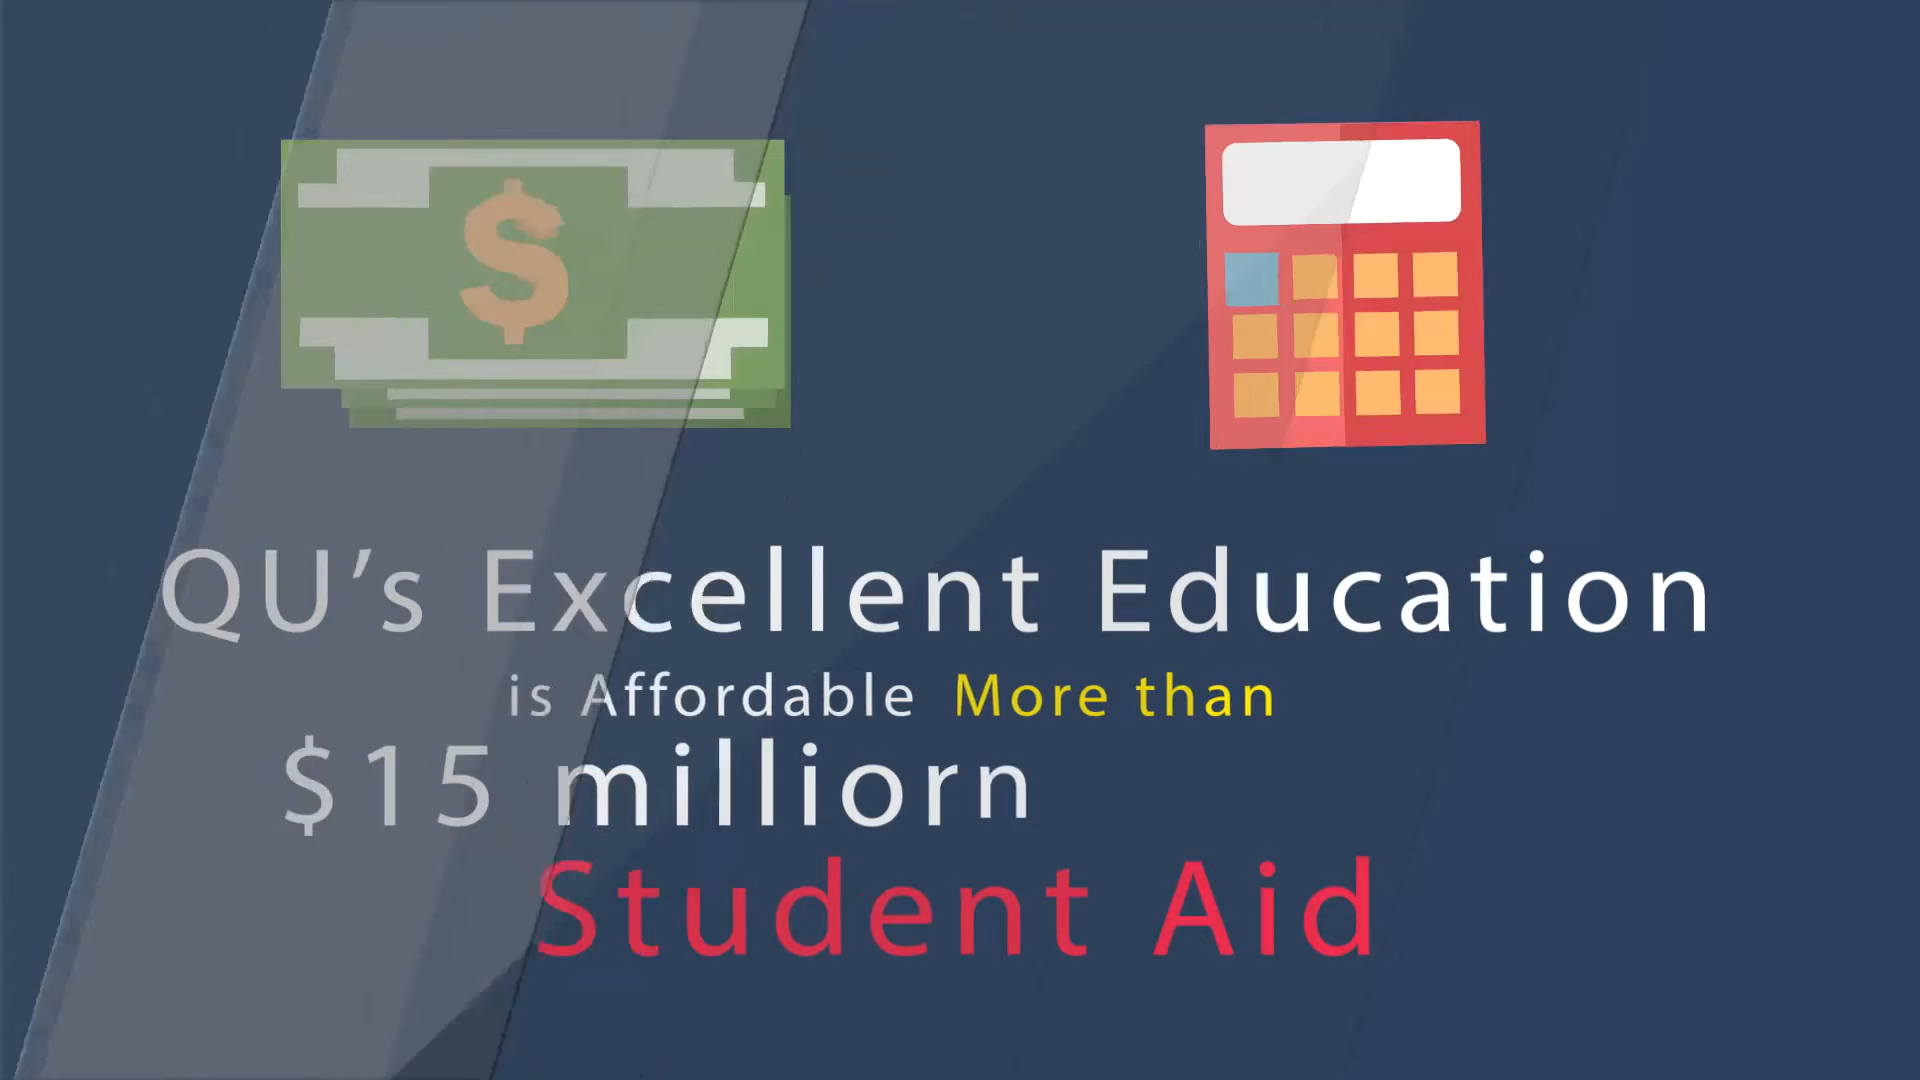 $
QU’s Excellent Education
is Affordable More than
$15 milliorn
Student Aid